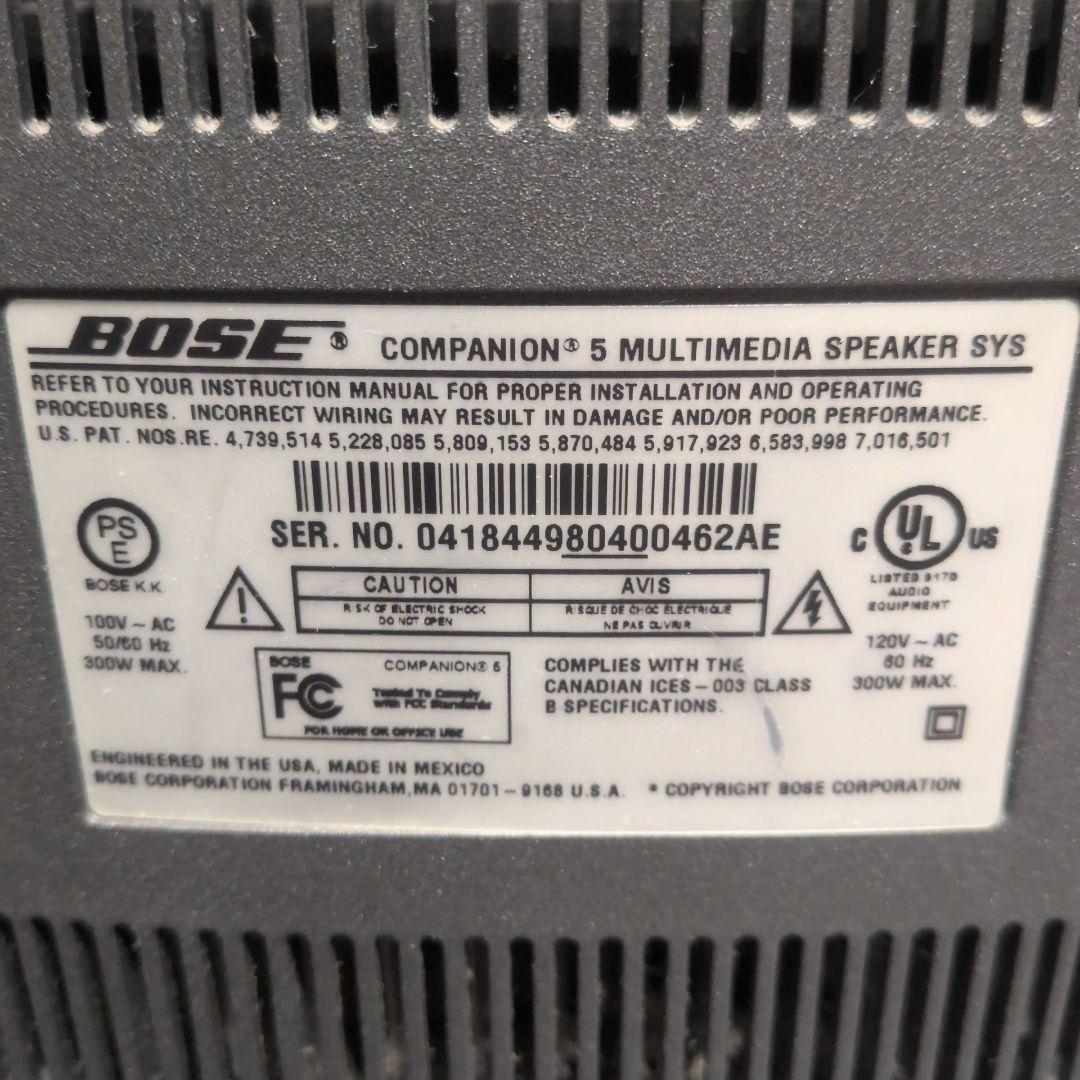 BOSE®
COMPANION® 5 MULTIMEDIA SPEAKER SYS
REFER TO YOUR INSTRUCTION MANUAL FOR PROPER INSTALLATION AND OPERATING
PROCEDURES. INCORRECT WIRING MAY RESULT IN DAMAGE AND/OR POOR PERFORMANCE.
U.S. PAT. NOS.RE. 4,739,514 5,228,085 5,809,153 5,870,484 5,917,923 6,583,998 7,016,501
SER. NO. 041844980400462AE
PS
E
BOSE K.K.
100V ~ AC
50/60 Hz
300W MAX.
CAUTION
RISK OF ELECTRIC SHOCK
DO NOT OPEN
AVIS
RISQUE DE CHOC ELECTRIQUE
NE PAS OUVRIR
C UL US
LISTED 917D
AUDIO
EQUIPMENT
120V ~ AC
60 Hz
300W MAX.
BOSE COMPANION® 5
FC
Tested To Comply
With FCC Standards
FOR HOME OR OFFICE USE
COMPLIES WITH THE
CANADIAN ICES – 003 CLASS
B SPECIFICATIONS.
ENGINEERED IN THE USA, MADE IN MEXICO
BOSE CORPORATION FRAMINGHAM, MA 01701 – 9168 U.S.A. * COPYRIGHT BOSE CORPORATION